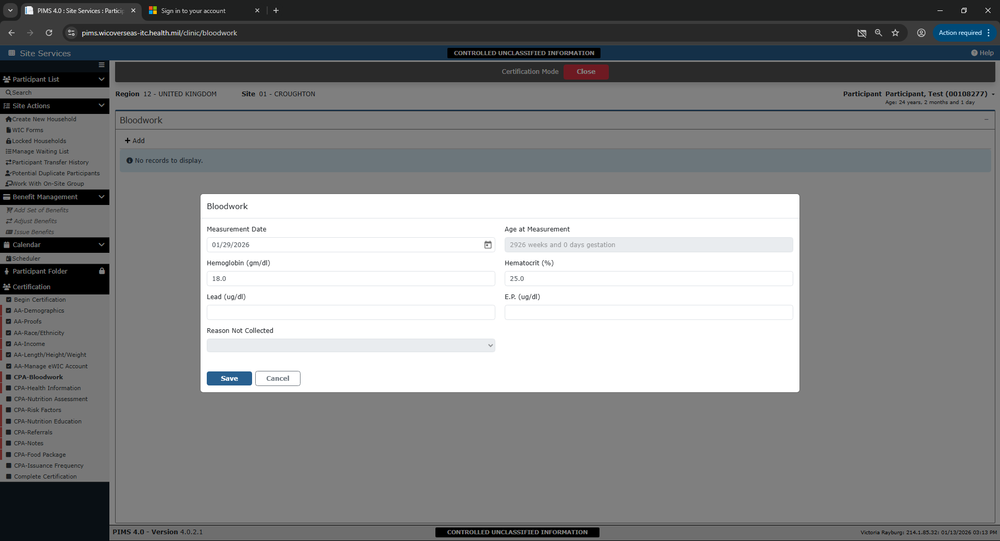 PIMS 4.0 : Site Services : Partici
Sign in to your account
pims.wicoverseas-itc.health.mil/clinic/bloodwork
Action required
Site Services
CONTROLLED UNCLASSIFIED INFORMATION
Help
Certification Mode
Close
Participant List
Search
Site Actions
Create New Household
WIC Forms
Locked Households
Manage Waiting List
Participant Transfer History
Potential Duplicate Participants
Work With On-Site Group
Benefit Management
Add Set of Benefits
Adjust Benefits
Issue Benefits
Calendar
Scheduler
Participant Folder
Certification
Begin Certification
AA-Demographics
AA-Proofs
AA-Race/Ethnicity
AA-Income
AA-Length/Height/Weight
AA-Manage eWIC Account
CPA-Bloodwork
CPA-Health Information
CPA-Nutrition Assessment
CPA-Risk Factors
CPA-Nutrition Education
CPA-Referrals
CPA-Notes
CPA-Food Package
CPA-Issuance Frequency
Complete Certification
Region 12 - UNITED KINGDOM Site 01 - CROUGHTON
Participant Participant, Test (00108277)
Age: 24 years, 2 months and 1 day
Bloodwork
Add
No records to display.
Bloodwork
Measurement Date
01/29/2026
Age at Measurement
2926 weeks and 0 days gestation
Hemoglobin (gm/dl)
18.0
Hematocrit (%)
25.0
Lead (ug/dl)
E.P. (ug/dl)
Reason Not Collected
Save
Cancel
PIMS 4.0 - Version 4.0.2.1
CONTROLLED UNCLASSIFIED INFORMATION
Victoria Rayburg: 214.1.85.32: 01/13/2026 03:13 PM